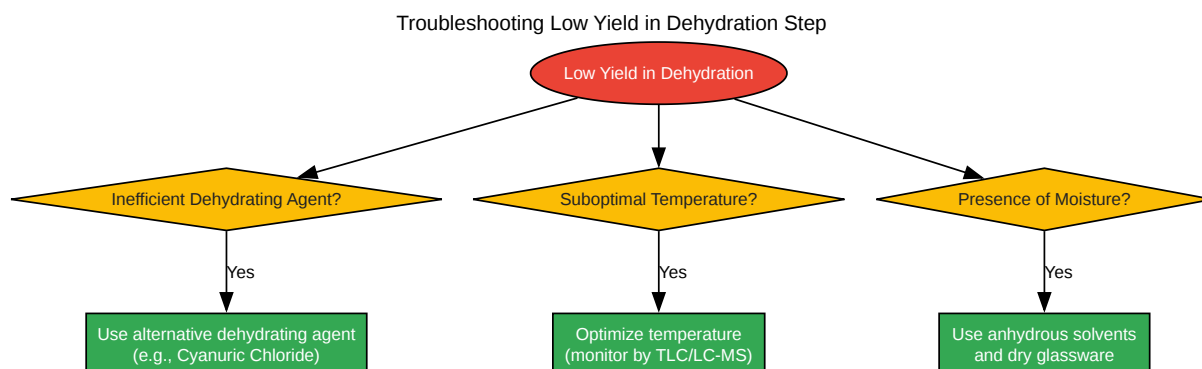 Troubleshooting Low Yield in Dehydration Step
Low Yield in Dehydration
Inefficient Dehydrating Agent?
Suboptimal Temperature?
Presence of Moisture?
Yes
Yes
Yes
Use alternative dehydrating agent
(e.g., Cyanuric Chloride)
Optimize temperature
(monitor by TLC/LC-MS)
Use anhydrous solvents
and dry glassware